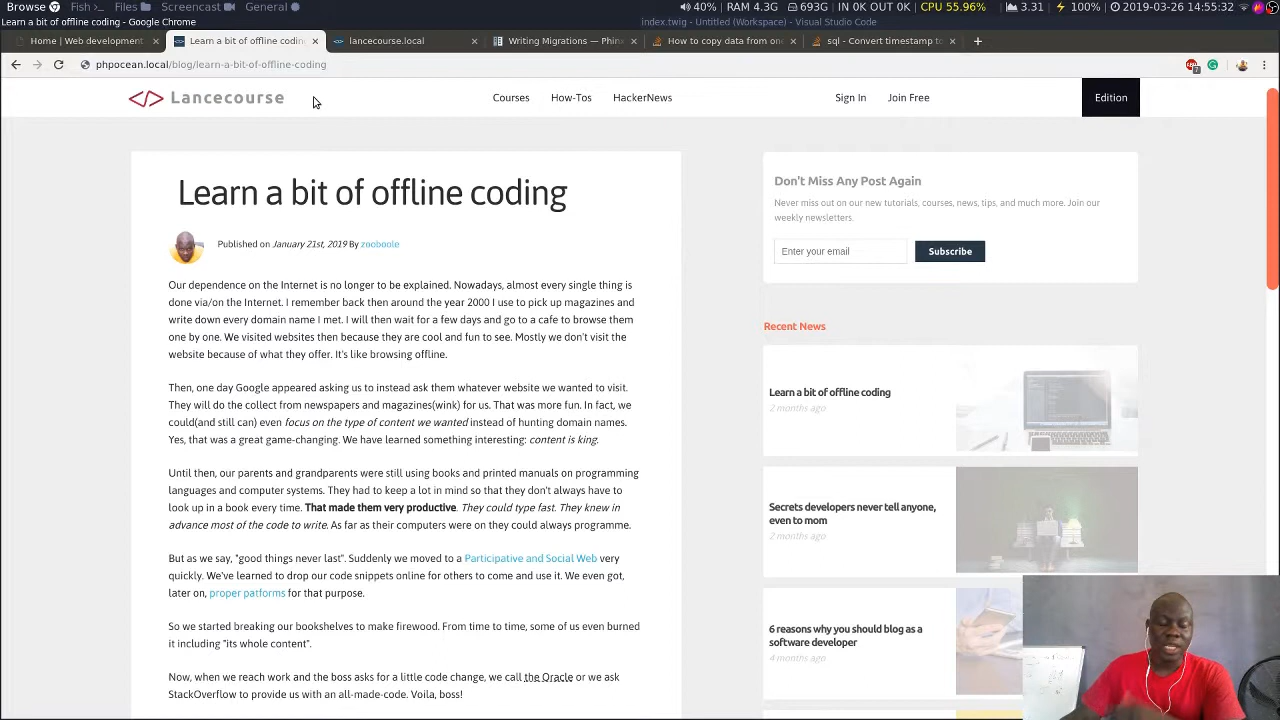 Browse Fish Files Screencast General 40% RAM 4.3G 693G IN 0K OUT 0K CPU 55.96% 3.31 100% 2019-03-26 14:55:32
Learn a bit of offline coding - Google Chrome
index.twig - Untitled (Workspace) - Visual Studio Code
Home | Web development Learn a bit of offline coding lancecourse.local Writing Migrations — Phin How to copy data from one sql - Convert timestamp to
phpocean.local/blog/learn-a-bit-of-offline-coding
Lancecourse Courses How-Tos HackerNews Sign In Join Free Edition
Learn a bit of offline coding
Published on January 21st, 2019 By zooboole
Our dependence on the Internet is no longer to be explained. Nowadays, almost every single thing is
done via/on the Internet. I remember back then around the year 2000 I use to pick up magazines and
write down every domain name I met. I will then wait for a few days and go to a cafe to browse them
one by one. We visited websites then because they are cool and fun to see. Mostly we don't visit the
website because of what they offer. It's like browsing offline.
Then, one day Google appeared asking us to instead ask them whatever website we wanted to visit.
They will do the collect from newspapers and magazines(wink) for us. That was more fun. In fact, we
could(and still can) even focus on the type of content we wanted instead of hunting domain names.
Yes, that was a great game-changing. We have learned something interesting: content is king.
Until then, our parents and grandparents were still using books and printed manuals on programming
languages and computer systems. They had to keep a lot in mind so that they don't always have to
look up in a book every time. That made them very productive. They could type fast. They knew in
advance most of the code to write. As far as their computers were on they could always programme.
But as we say, "good things never last". Suddenly we moved to a Participative and Social Web very
quickly. We've learned to drop our code snippets online for others to come and use it. We even got,
later on, proper patforms for that purpose.
So we started breaking our bookshelves to make firewood. From time to time, some of us even burned
it including "its whole content".
Now, when we reach work and the boss asks for a little code change, we call the Oracle or we ask
StackOverflow to provide us with an all-made-code. Voila, boss!
Don't Miss Any Post Again
Never miss out on our new tutorials, courses, news, tips, and much more. Join our
weekly newsletters.
Enter your email Subscribe
Recent News
Learn a bit of offline coding
2 months ago
Secrets developers never tell anyone,
even to mom
2 months ago
6 reasons why you should blog as a
software developer
4 months ago